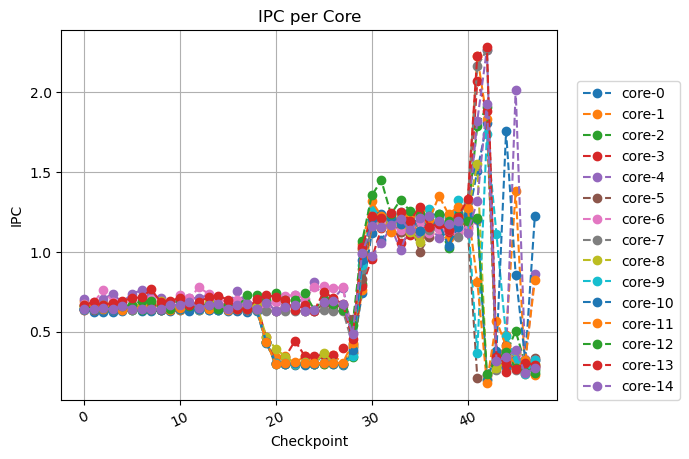 IPC per Core
IPC
2.0
1.5
1.0
0.5
0
10
20
30
40
Checkpoint
core-0
core-1
core-2
core-3
core-4
core-5
core-6
core-7
core-8
core-9
core-10
core-11
core-12
core-13
core-14